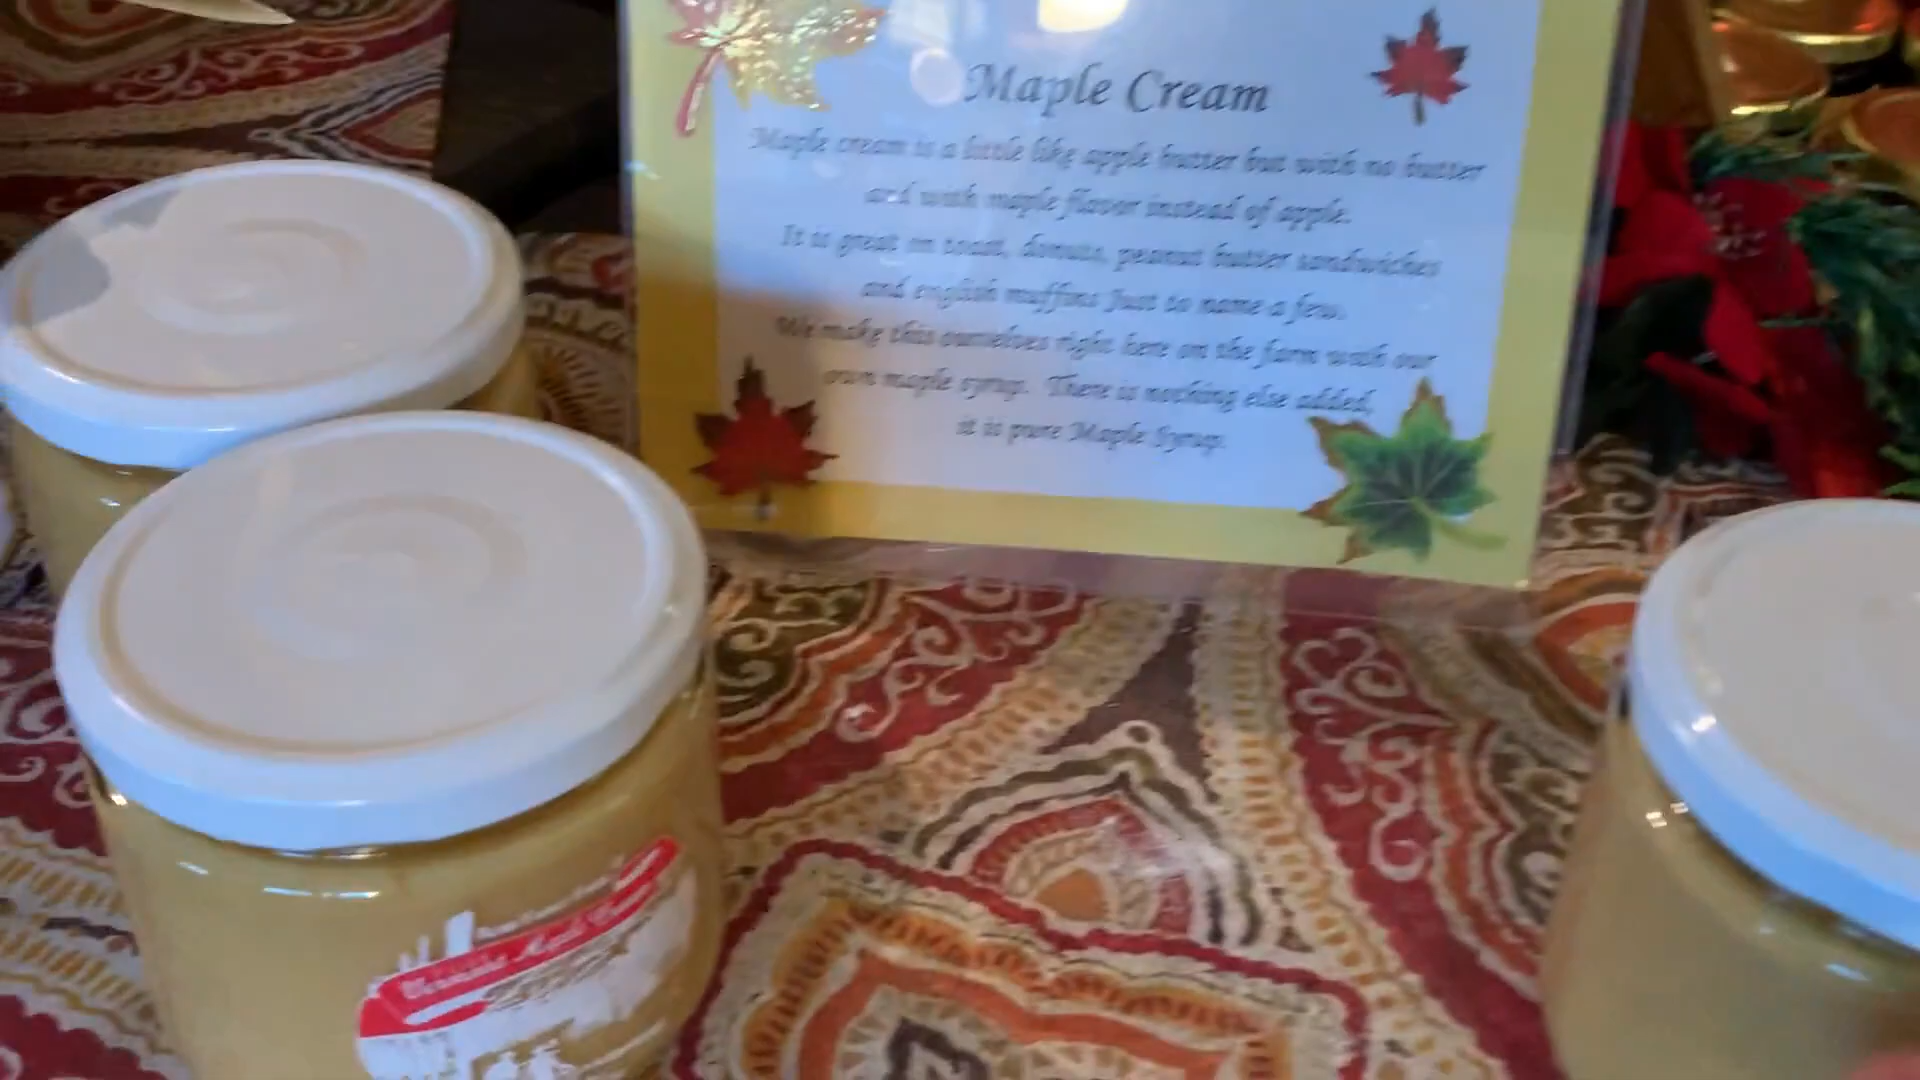 Maple Cream
Maple cream is a little like apple butter but with no butter
and with maple flavor instead of apple.
It is great on toast, donuts, peanut butter sandwiches
and english muffins Just to name a few.
We make this ourselves right here on the farm with our
own maple syrup. There is nothing else added,
it is pure Maple Syrup.